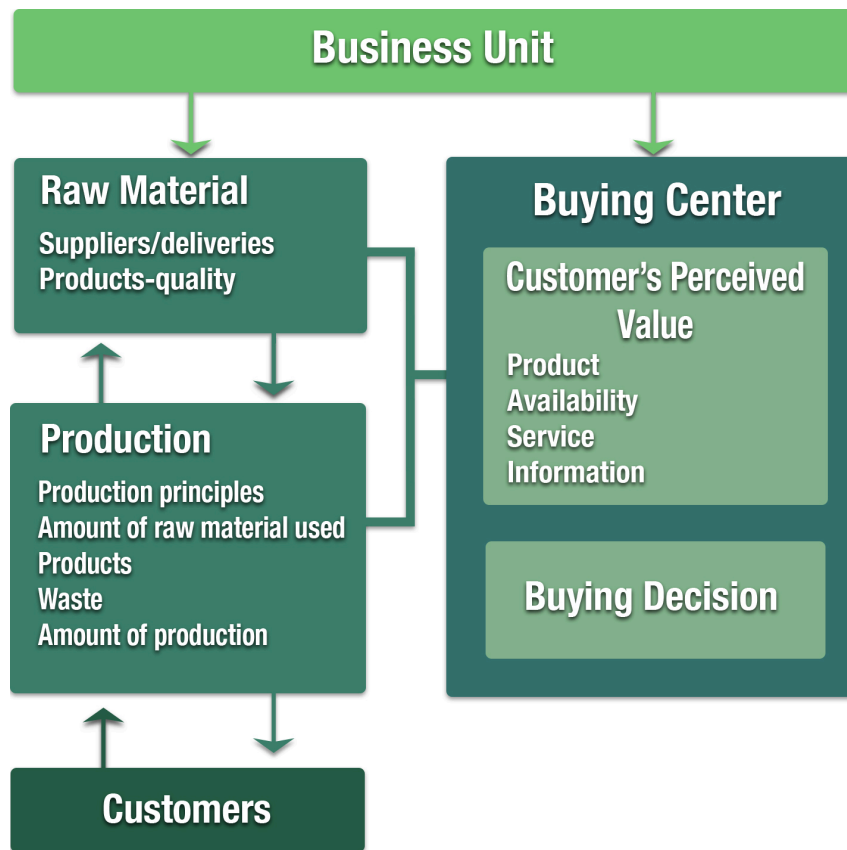 Business Unit
Raw Material
Suppliers/deliveries
Products-quality
Production
Production principles
Amount of raw material used
Products
Waste
Amount of production
Customers
Buying Center
Customer’s Perceived
Value
Product
Availability
Service
Information
Buying Decision